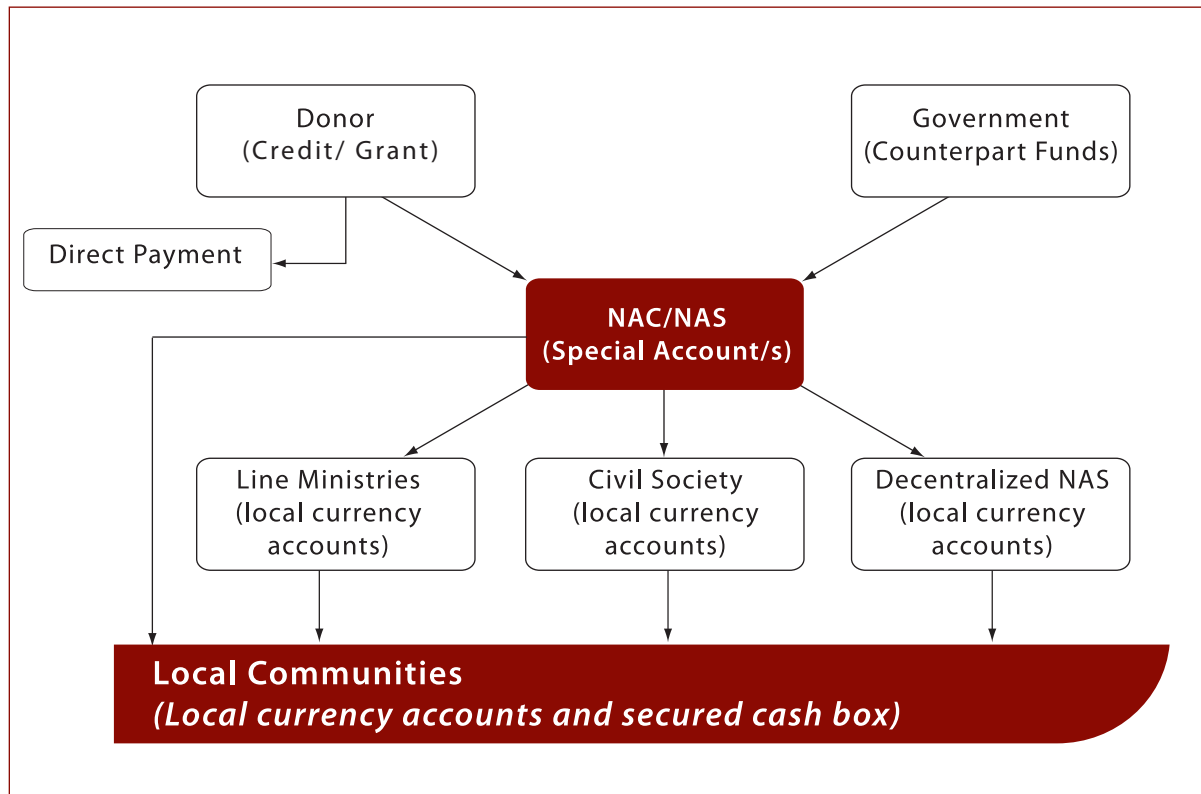 Donor
(Credit/ Grant)
Government
(Counterpart Funds)
Direct Payment
NAC/NAS
(Special Account/s)
Line Ministries
(local currency
accounts)
Civil Society
(local currency
accounts)
Decentralized NAS
(local currency
accounts)
Local Communities
(Local currency accounts and secured cash box)